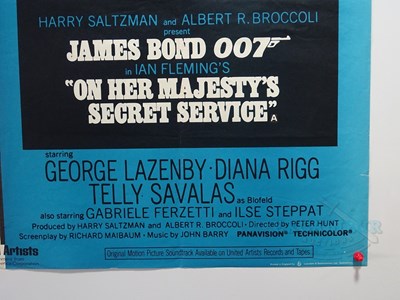 HARRY SALTZMAN and ALBERT R. BROCCOLI
present
JAMES BOND 007
in IAN FLEMING'S
"ON HER MAJESTY'S
SECRET SERVICE"
A
starring
GEORGE LAZENBY · DIANA RIGG
TELLY SAVALAS as Blofeld
also starring GABRIELE FERZETTI and ILSE STEPPAT
Produced by HARRY SALTZMAN and ALBERT R. BROCCOLI · Directed by PETER HUNT
Screenplay by RICHARD MAIBAUM · Music by JOHN BARRY PANAVISION® TECHNICOLOR®
Artists
Original Motion Picture Soundtrack Available on United Artists Records and Tapes